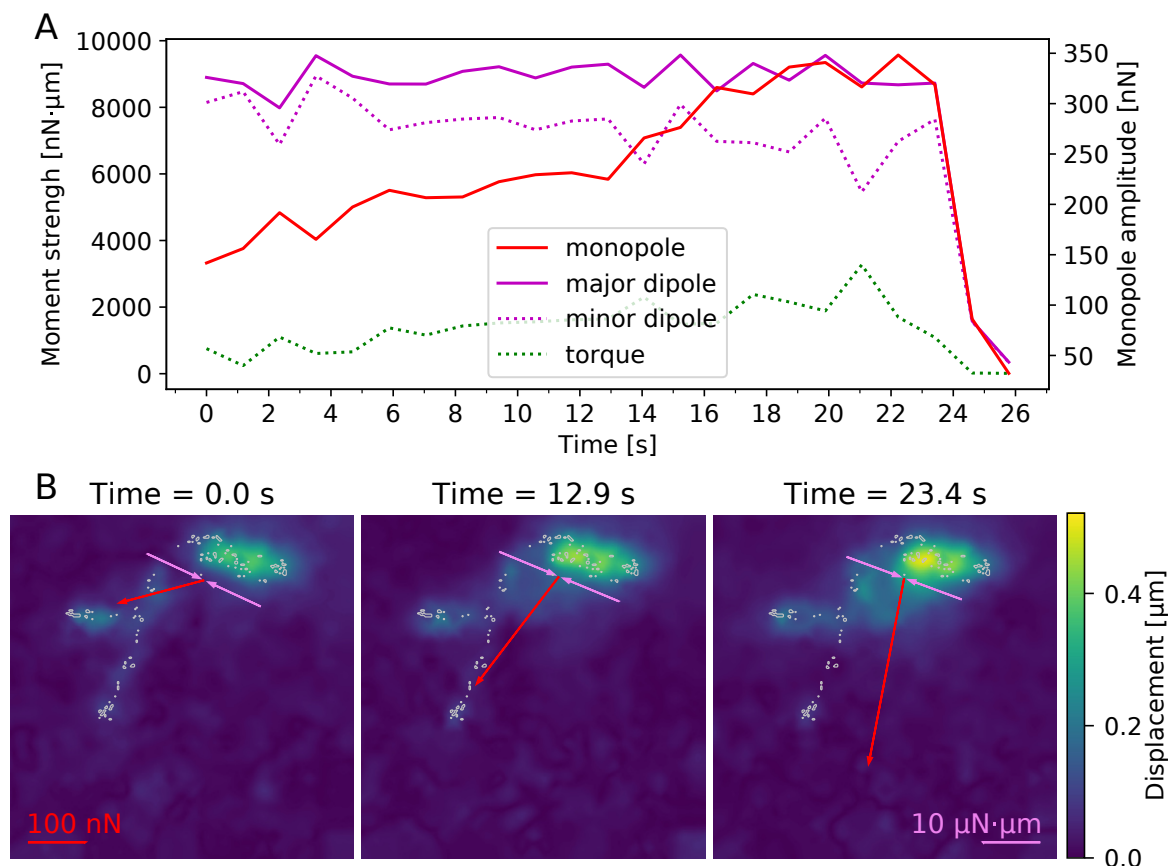 A
Moment strengh [nN·μm]
10000
8000
6000
4000
2000
0
monopole
major dipole
minor dipole
torque
350
300
250
200
150
100
50
Monopole amplitude [nN]
0 2 4 6 8 10 12 14 16 18 20 22 24 26
Time [s]
B
Time = 0.0 s
Time = 12.9 s
Time = 23.4 s
100 nN
10 μN·μm
0.4
0.2
0.0
Displacement [μm]